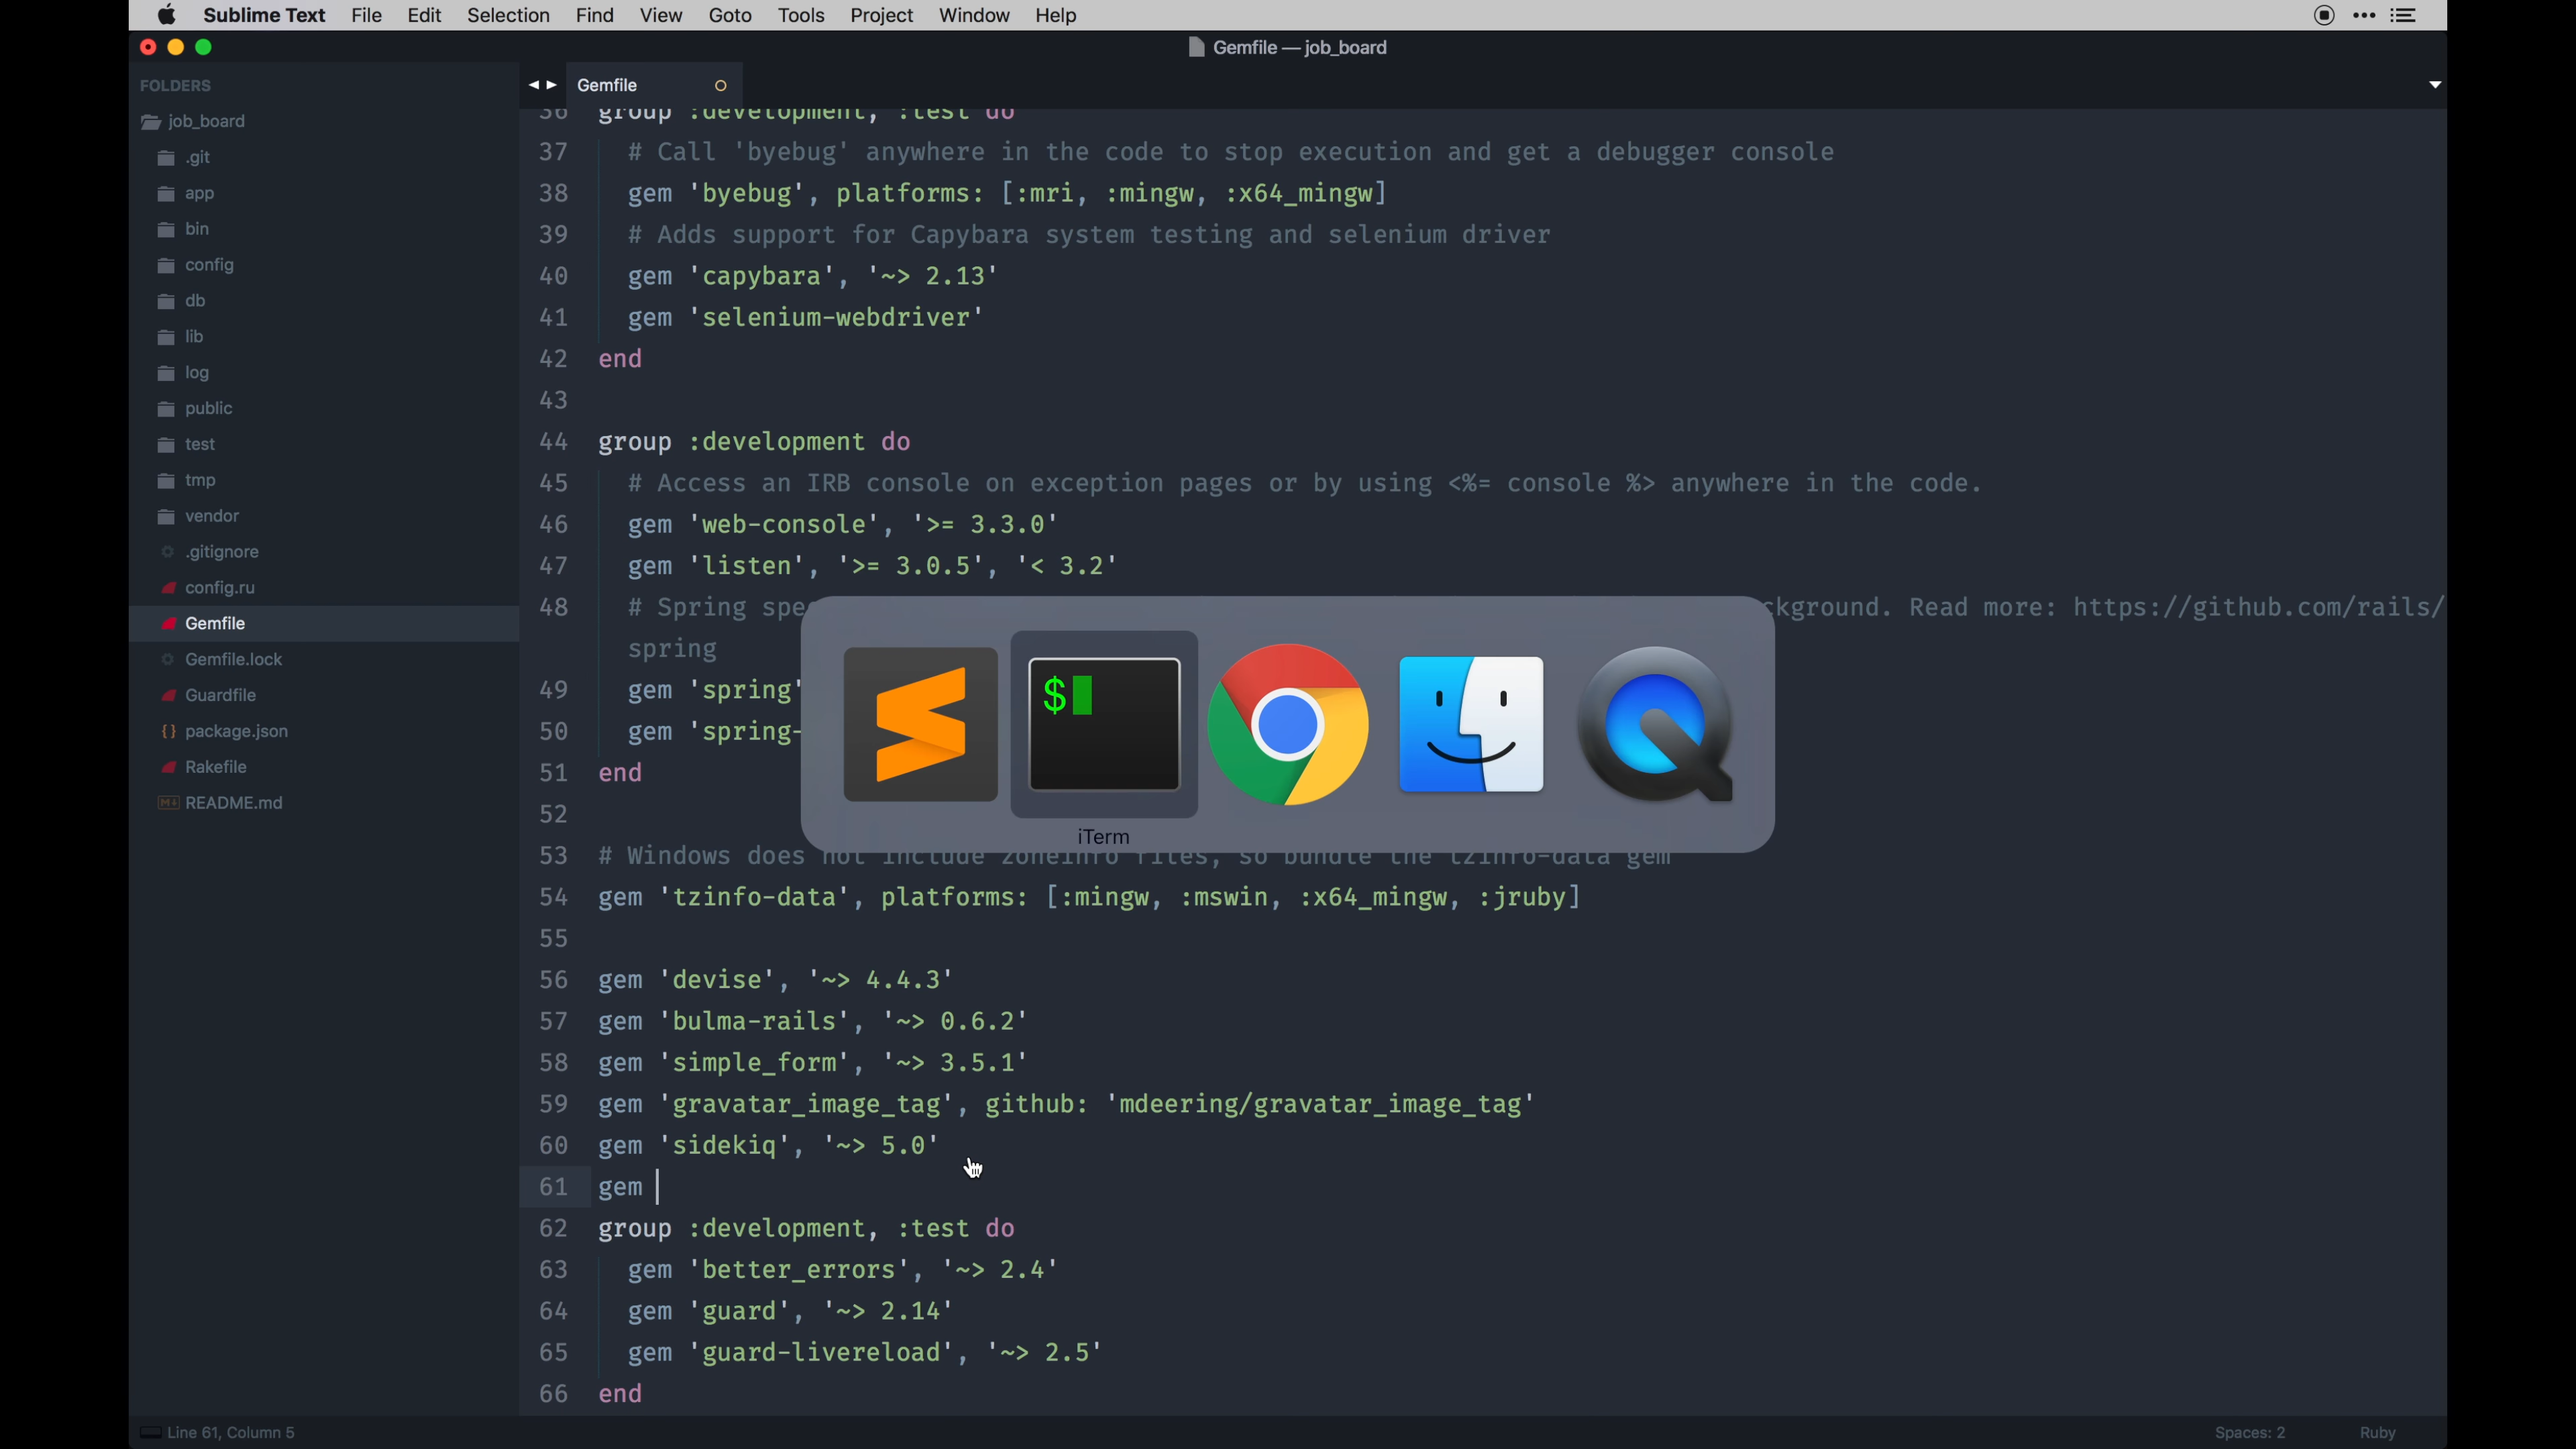 Sublime Text File Edit Selection Find View Goto Tools Project Window Help
Gemfile — job_board
FOLDERS
job_board
.git
app
bin
config
db
lib
log
public
test
tmp
vendor
.gitignore
config.ru
Gemfile
Gemfile.lock
Guardfile
package.json
Rakefile
README.md
Gemfile
36 group :development, :test do
37 # Call 'byebug' anywhere in the code to stop execution and get a debugger console
38 gem 'byebug', platforms: [:mri, :mingw, :x64_mingw]
39 # Adds support for Capybara system testing and selenium driver
40 gem 'capybara', '~> 2.13'
41 gem 'selenium-webdriver'
42 end
43
44 group :development do
45 # Access an IRB console on exception pages or by using <%= console %> anywhere in the code.
46 gem 'web-console', '>= 3.3.0'
47 gem 'listen', '>= 3.0.5', '< 3.2'
48 # Spring spe ckground. Read more: https://github.com/rails/
spring
49 gem 'spring'
50 gem 'spring-
51 end
52
53 # Windows does not include zoneinfo files, so bundle the tzinfo-data gem
54 gem 'tzinfo-data', platforms: [:mingw, :mswin, :x64_mingw, :jruby]
55
56 gem 'devise', '~> 4.4.3'
57 gem 'bulma-rails', '~> 0.6.2'
58 gem 'simple_form', '~> 3.5.1'
59 gem 'gravatar_image_tag', github: 'mdeering/gravatar_image_tag'
60 gem 'sidekiq', '~> 5.0'
61 gem
62 group :development, :test do
63 gem 'better_errors', '~> 2.4'
64 gem 'guard', '~> 2.14'
65 gem 'guard-livereload', '~> 2.5'
66 end
$
iTerm
Line 61, Column 5
Spaces: 2
Ruby